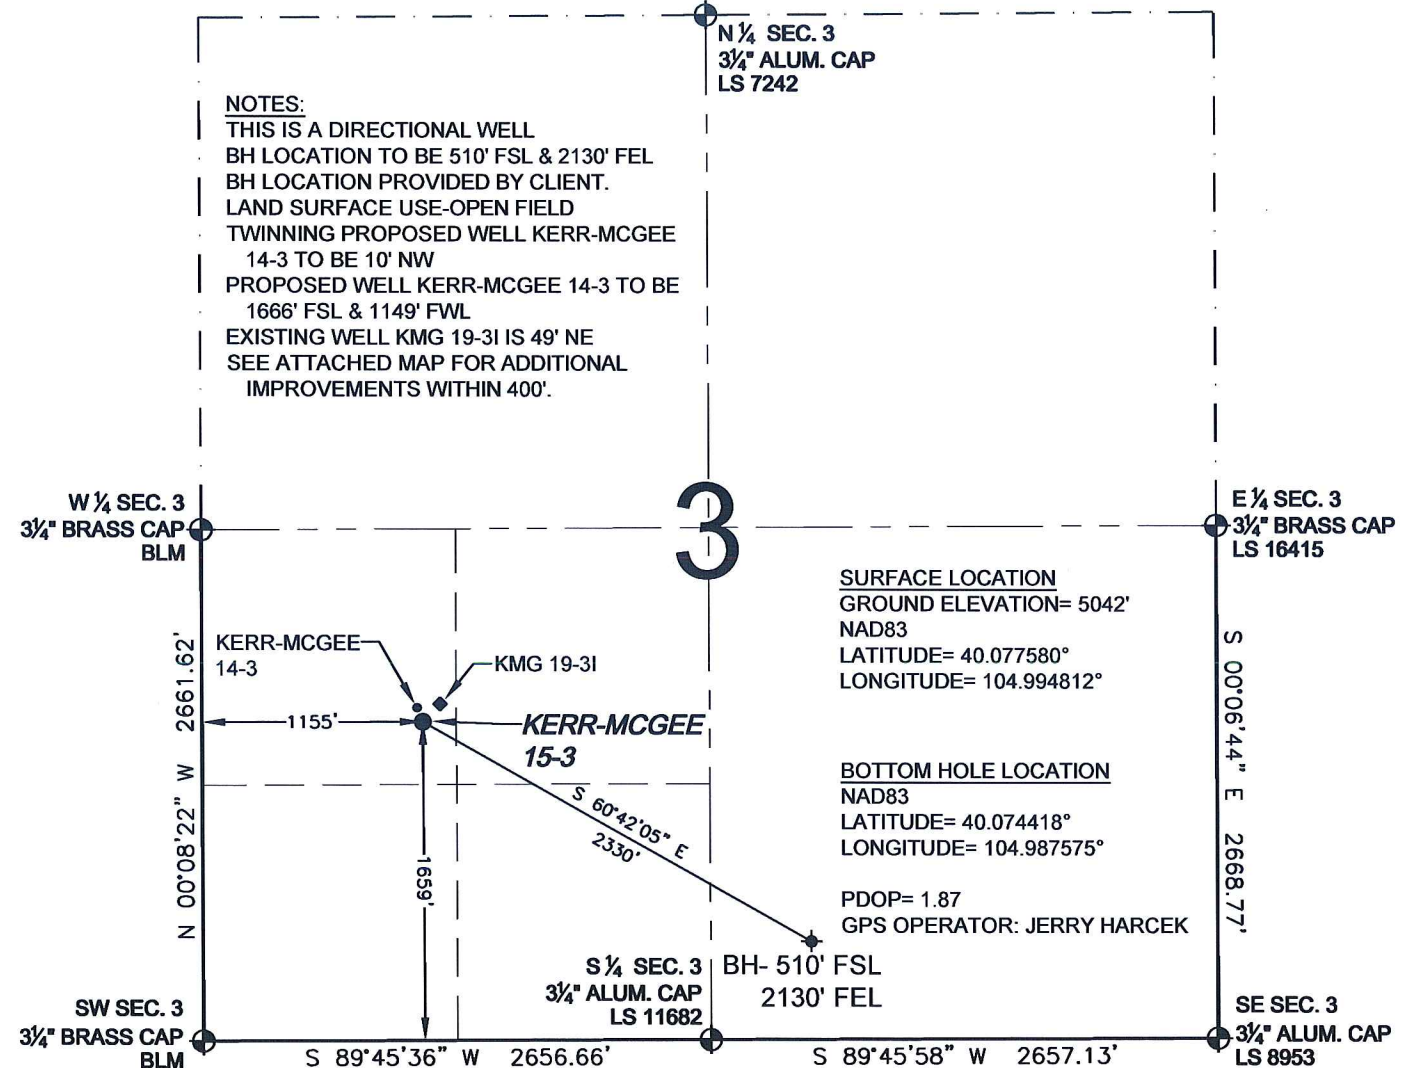 N ¼ SEC. 3
3¼" ALUM. CAP
LS 7242
NOTES:
THIS IS A DIRECTIONAL WELL
BH LOCATION TO BE 510' FSL & 2130' FEL
BH LOCATION PROVIDED BY CLIENT.
LAND SURFACE USE-OPEN FIELD
TWINNING PROPOSED WELL KERR-MCGEE
14-3 TO BE 10' NW
PROPOSED WELL KERR-MCGEE 14-3 TO BE
1666' FSL & 1149' FWL
EXISTING WELL KMG 19-3I IS 49' NE
SEE ATTACHED MAP FOR ADDITIONAL
IMPROVEMENTS WITHIN 400'.
W ¼ SEC. 3
3¼" BRASS CAP
BLM
3
E ¼ SEC. 3
3¼" BRASS CAP
LS 16415
SURFACE LOCATION
GROUND ELEVATION= 5042'
NAD83
LATITUDE= 40.077580°
LONGITUDE= 104.994812°
KERR-MCGEE
14-3
KMG 19-3I
1155'
KERR-MCGEE
15-3
N 00°08'22" W 2661.62'
S 00°06'44" E 2668.77'
BOTTOM HOLE LOCATION
NAD83
LATITUDE= 40.074418°
LONGITUDE= 104.987575°
S 60°42'05" E
2330'
1659'
PDOP= 1.87
GPS OPERATOR: JERRY HARCEK
BH- 510' FSL
2130' FEL
S ¼ SEC. 3
3¼" ALUM. CAP
LS 11682
SW SEC. 3
3¼" BRASS CAP
BLM
SE SEC. 3
3¼" ALUM. CAP
LS 8953
S 89°45'36" W 2656.66'
S 89°45'58" W 2657.13'